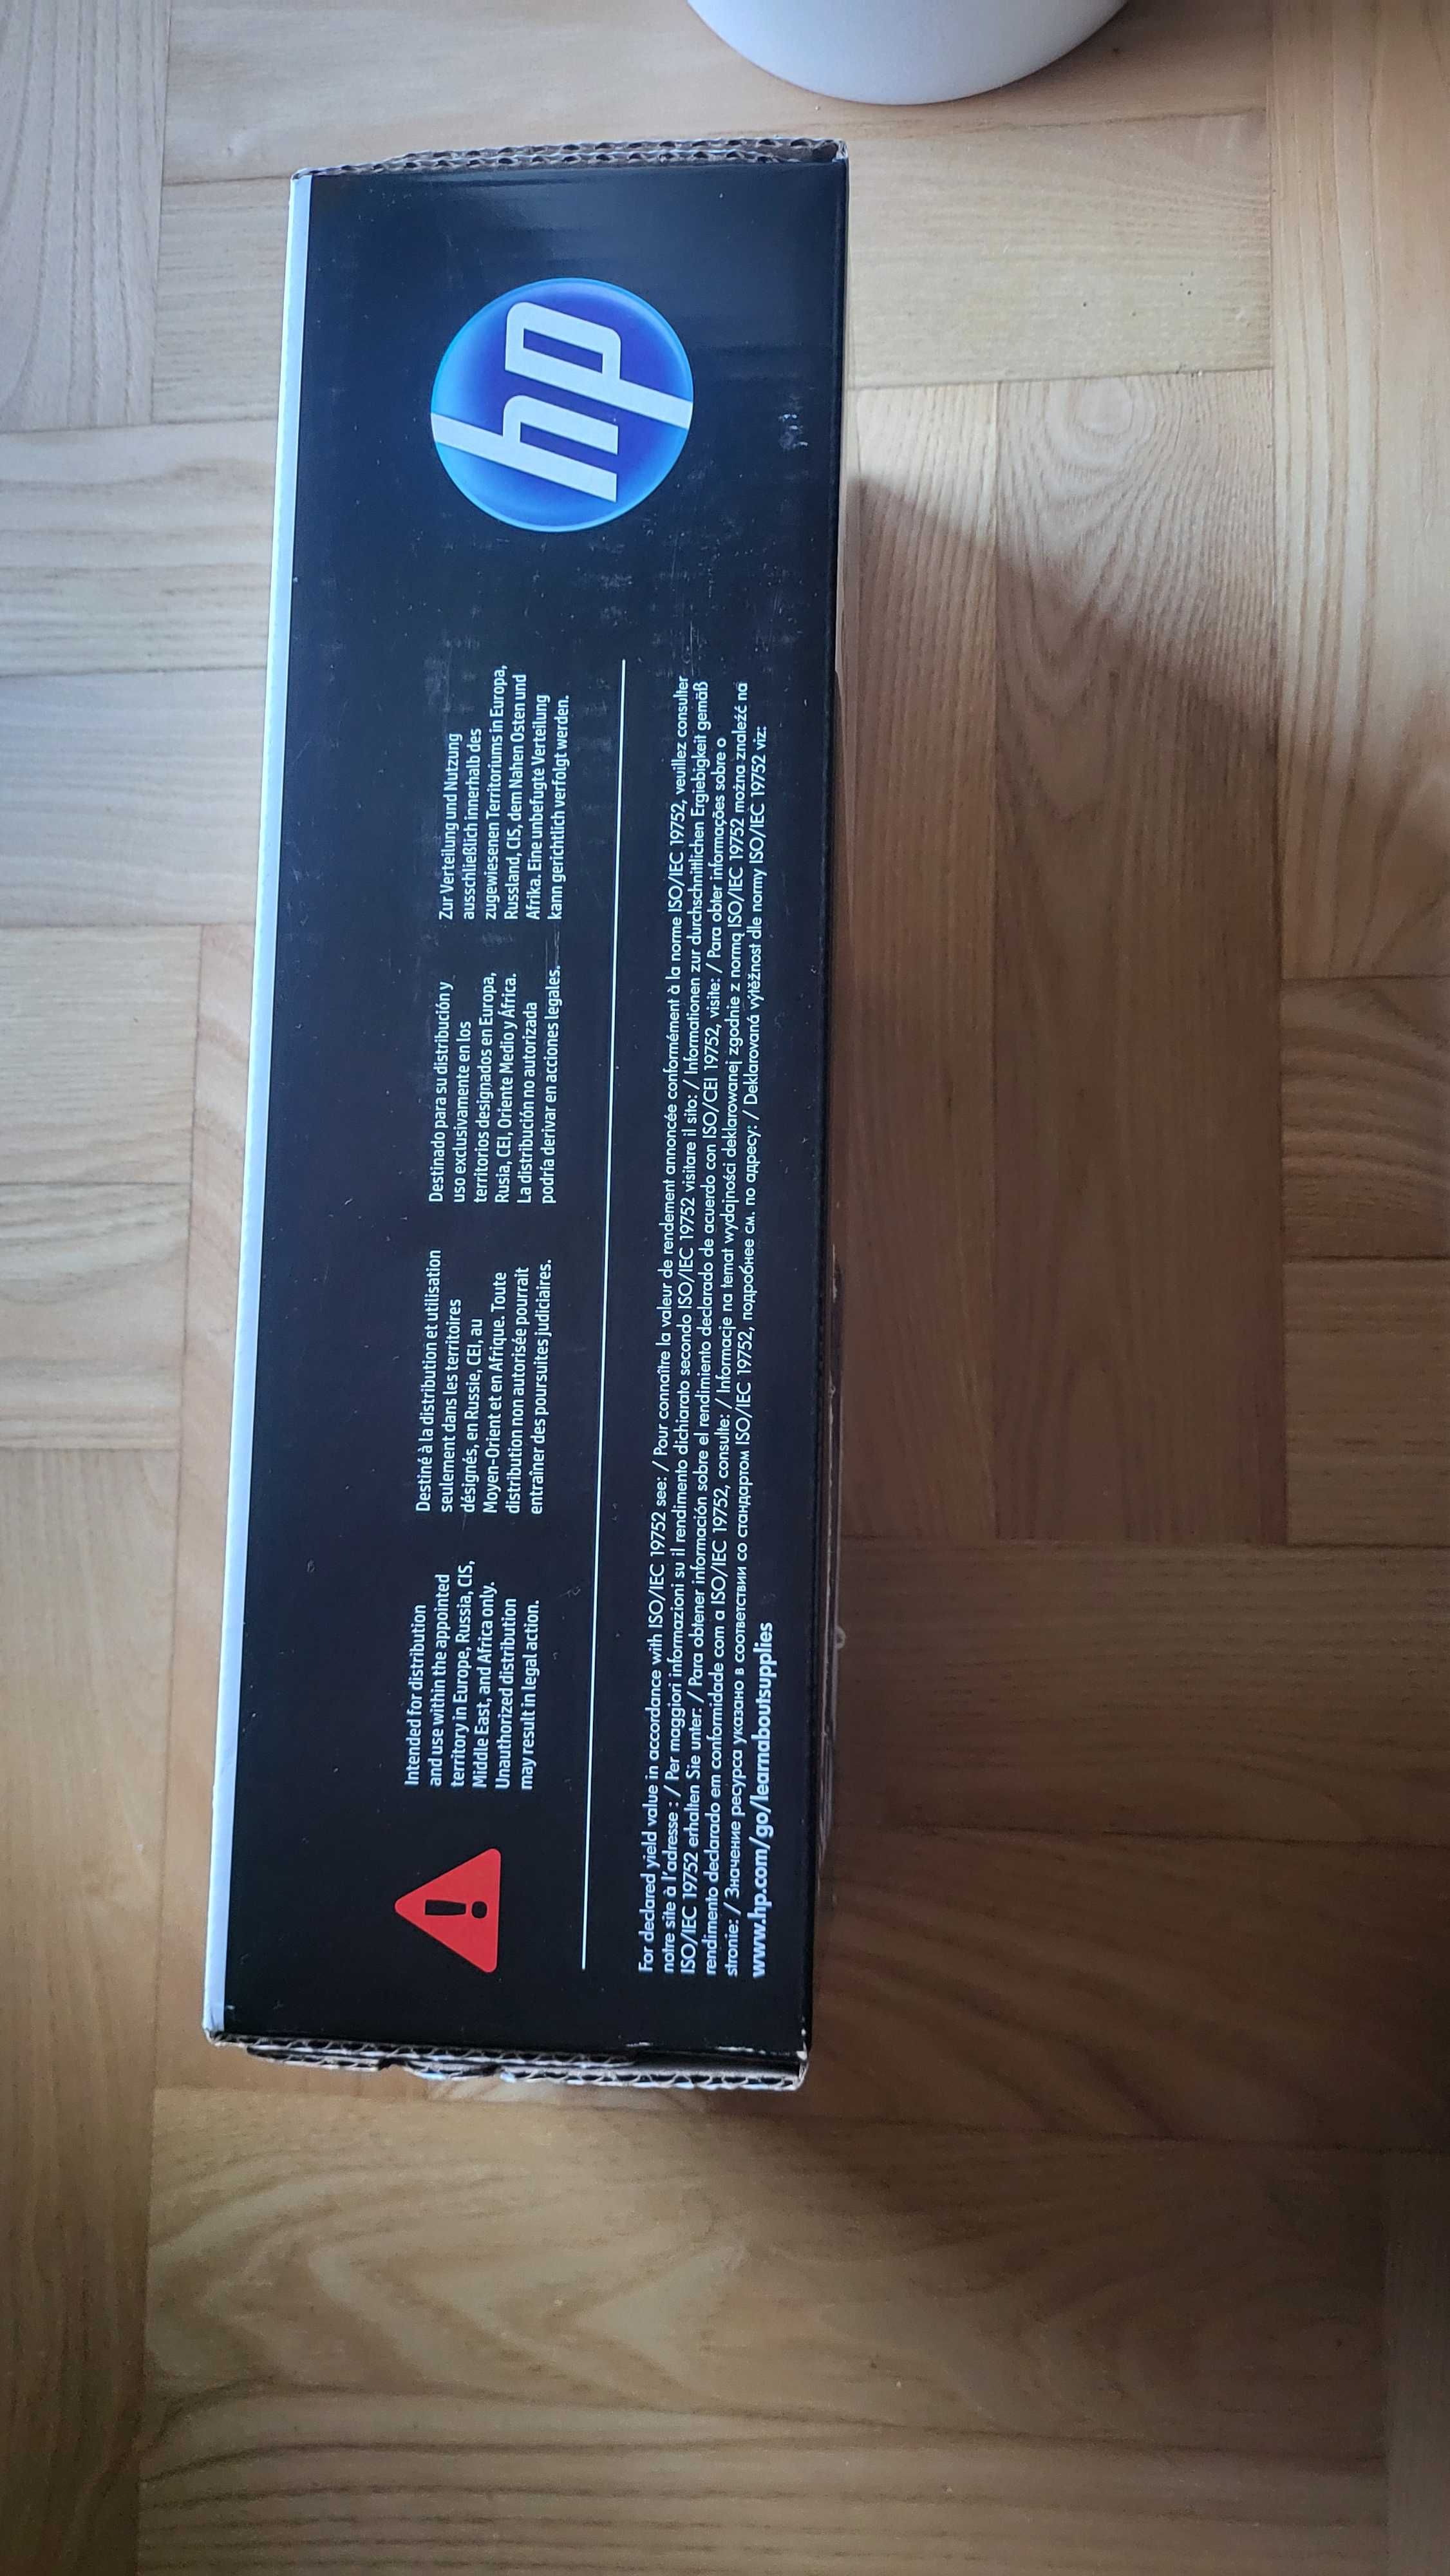 Intended for distribution
and use within the appointed
territory in Europe, Russia, CIS,
Middle East, and Africa only.
Unauthorized distribution
may result in legal action.
Destiné à la distribution et utilisation
seulement dans les territoires
désignés, en Russie, CEI, au
Moyen-Orient et en Afrique. Toute
distribution non autorisée pourrait
entraîner des poursuites judiciaires.
Destinado para su distribución y
uso exclusivamente en los
territorios designados en Europa,
Rusia, CEI, Oriente Medio y África.
La distribución no autorizada
podría derivar en acciones legales.
Zur Verteilung und Nutzung
ausschließlich innerhalb des
zugewiesenen Territoriums in Europa,
Russland, CIS, dem Nahen Osten und
Afrika. Eine unbefugte Verteilung
kann gerichtlich verfolgt werden.
hp
For declared yield value in accordance with ISO/IEC 19752 see: / Pour connaître la valeur de rendement annoncée conformément à la norme ISO/IEC 19752, veuillez consulter
notre site à l'adresse : / Per maggiori informazioni su il rendimento dichiarato secondo ISO/IEC 19752 visitare il sito: / Informationen zur durchschnittlichen Ergiebigkeit gemäß
ISO/IEC 19752 erhalten Sie unter: / Para obtener información sobre el rendimiento declarado de acuerdo con ISO/CEI 19752, visite: / Para obter informações sobre o
rendimento declarado em conformidade com a ISO/IEC 19752, consulte: / Informacje na temat wydajności deklarowanej zgodnie z normą ISO/IEC 19752 można znaleźć na
stronie: / Значение ресурса указано в соответствии со стандартом ISO/IEC 19752, подробнее см. по адресу: / Deklarovaná výtěžnost dle normy ISO/IEC 19752 viz:
www.hp.com/go/learnaboutsupplies